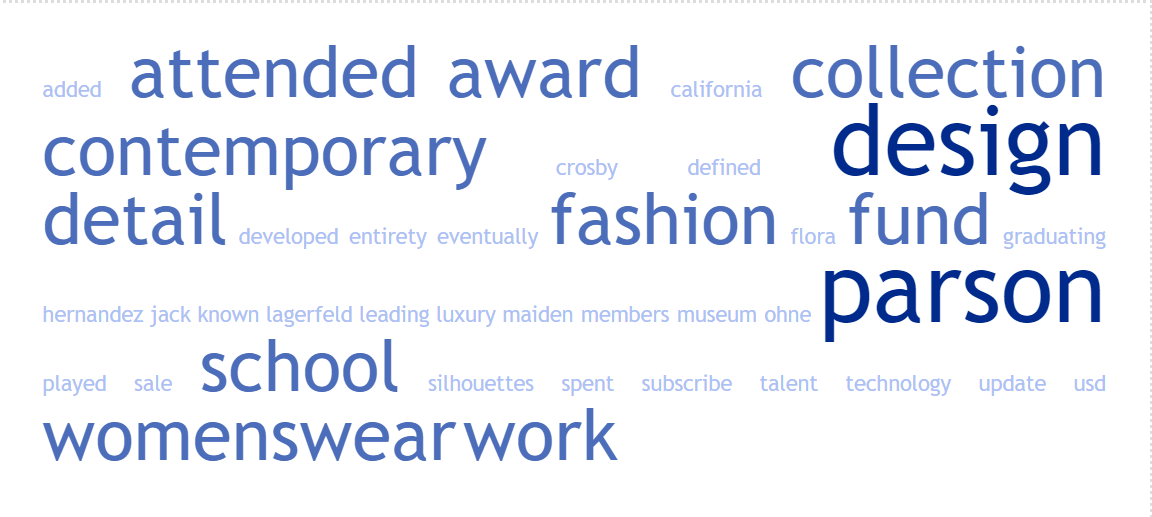 added attended award california collection
contemporary crosby defined design
detail developed entirety eventually fashion flora fund graduating
hernandez jack known lagerfeld leading luxury maiden members museum ohne parson
played sale school silhouettes spent subscribe talent technology update usd
womenswear work